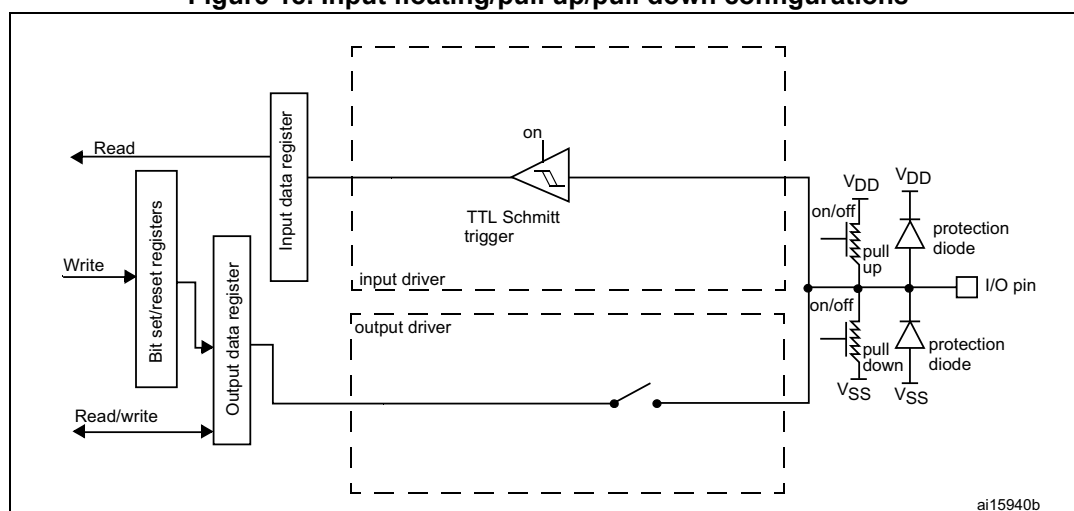 Figure Input floating/pull up/pull down configurations
Read
Input data register
on
TTL Schmitt
trigger
input driver
VDD
VDD
on/off
pull
up
protection
diode
I/O pin
Write
Bit set/reset registers
Output data register
Read/write
output driver
on/off
pull
down
VSS
protection
diode
VSS
ai15940b